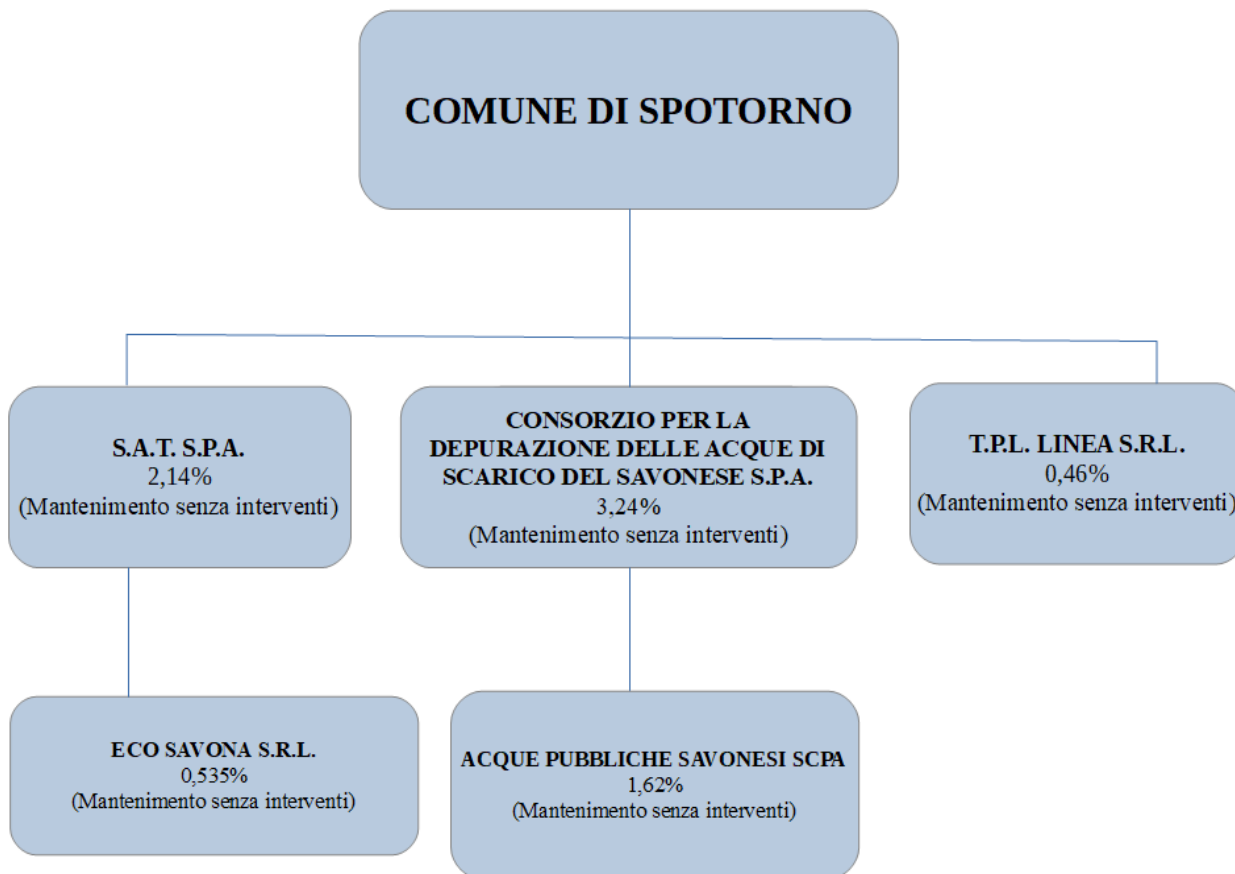 COMUNE DI SPOTORNO
S.A.T. S.P.A.
2,14%
(Mantenimento senza interventi)
CONSORZIO PER LA
DEPURAZIONE DELLE ACQUE DI
SCARICO DEL SAVONESE S.P.A.
3,24%
(Mantenimento senza interventi)
T.P.L. LINEA S.R.L.
0,46%
(Mantenimento senza interventi)
ECO SAVONA S.R.L.
0,535%
(Mantenimento senza interventi)
ACQUE PUBBLICHE SAVONESI SCPA
1,62%
(Mantenimento senza interventi)